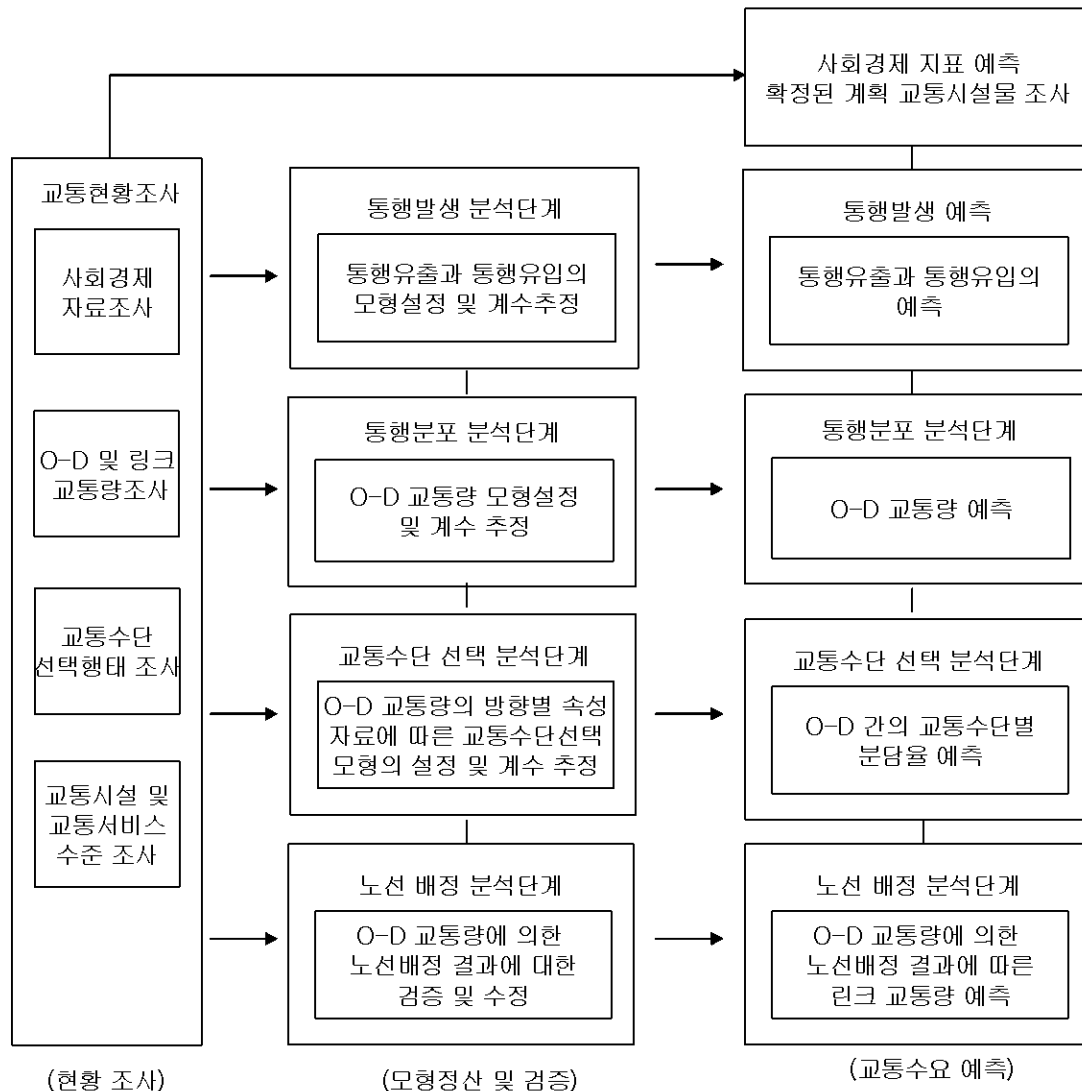 사회경제 지표 예측
확정된 계획 교통시설물 조사
교통현황조사
사회경제
자료조사
O-D 및 링크
교통량조사
교통수단
선택행태 조사
교통시설 및
교통서비스
수준 조사
(현황 조사)
통행발생 분석단계
통행유출과 통행유입의
모형설정 및 계수추정
통행분포 분석단계
O-D 교통량 모형설정
및 계수 추정
교통수단 선택 분석단계
O-D 교통량의 방향별 속성
자료에 따른 교통수단선택
모형의 설정 및 계수 추정
노선 배정 분석단계
O-D 교통량에 의한
노선배정 결과에 대한
검증 및 수정
(모형정산 및 검증)
통행발생 예측
통행유출과 통행유입의
예측
통행분포 분석단계
O-D 교통량 예측
교통수단 선택 분석단계
O-D 간의 교통수단별
분담율 예측
노선 배정 분석단계
O-D 교통량에 의한
노선배정 결과에 따른
린크 교통량 예측
(교통수요 예측)